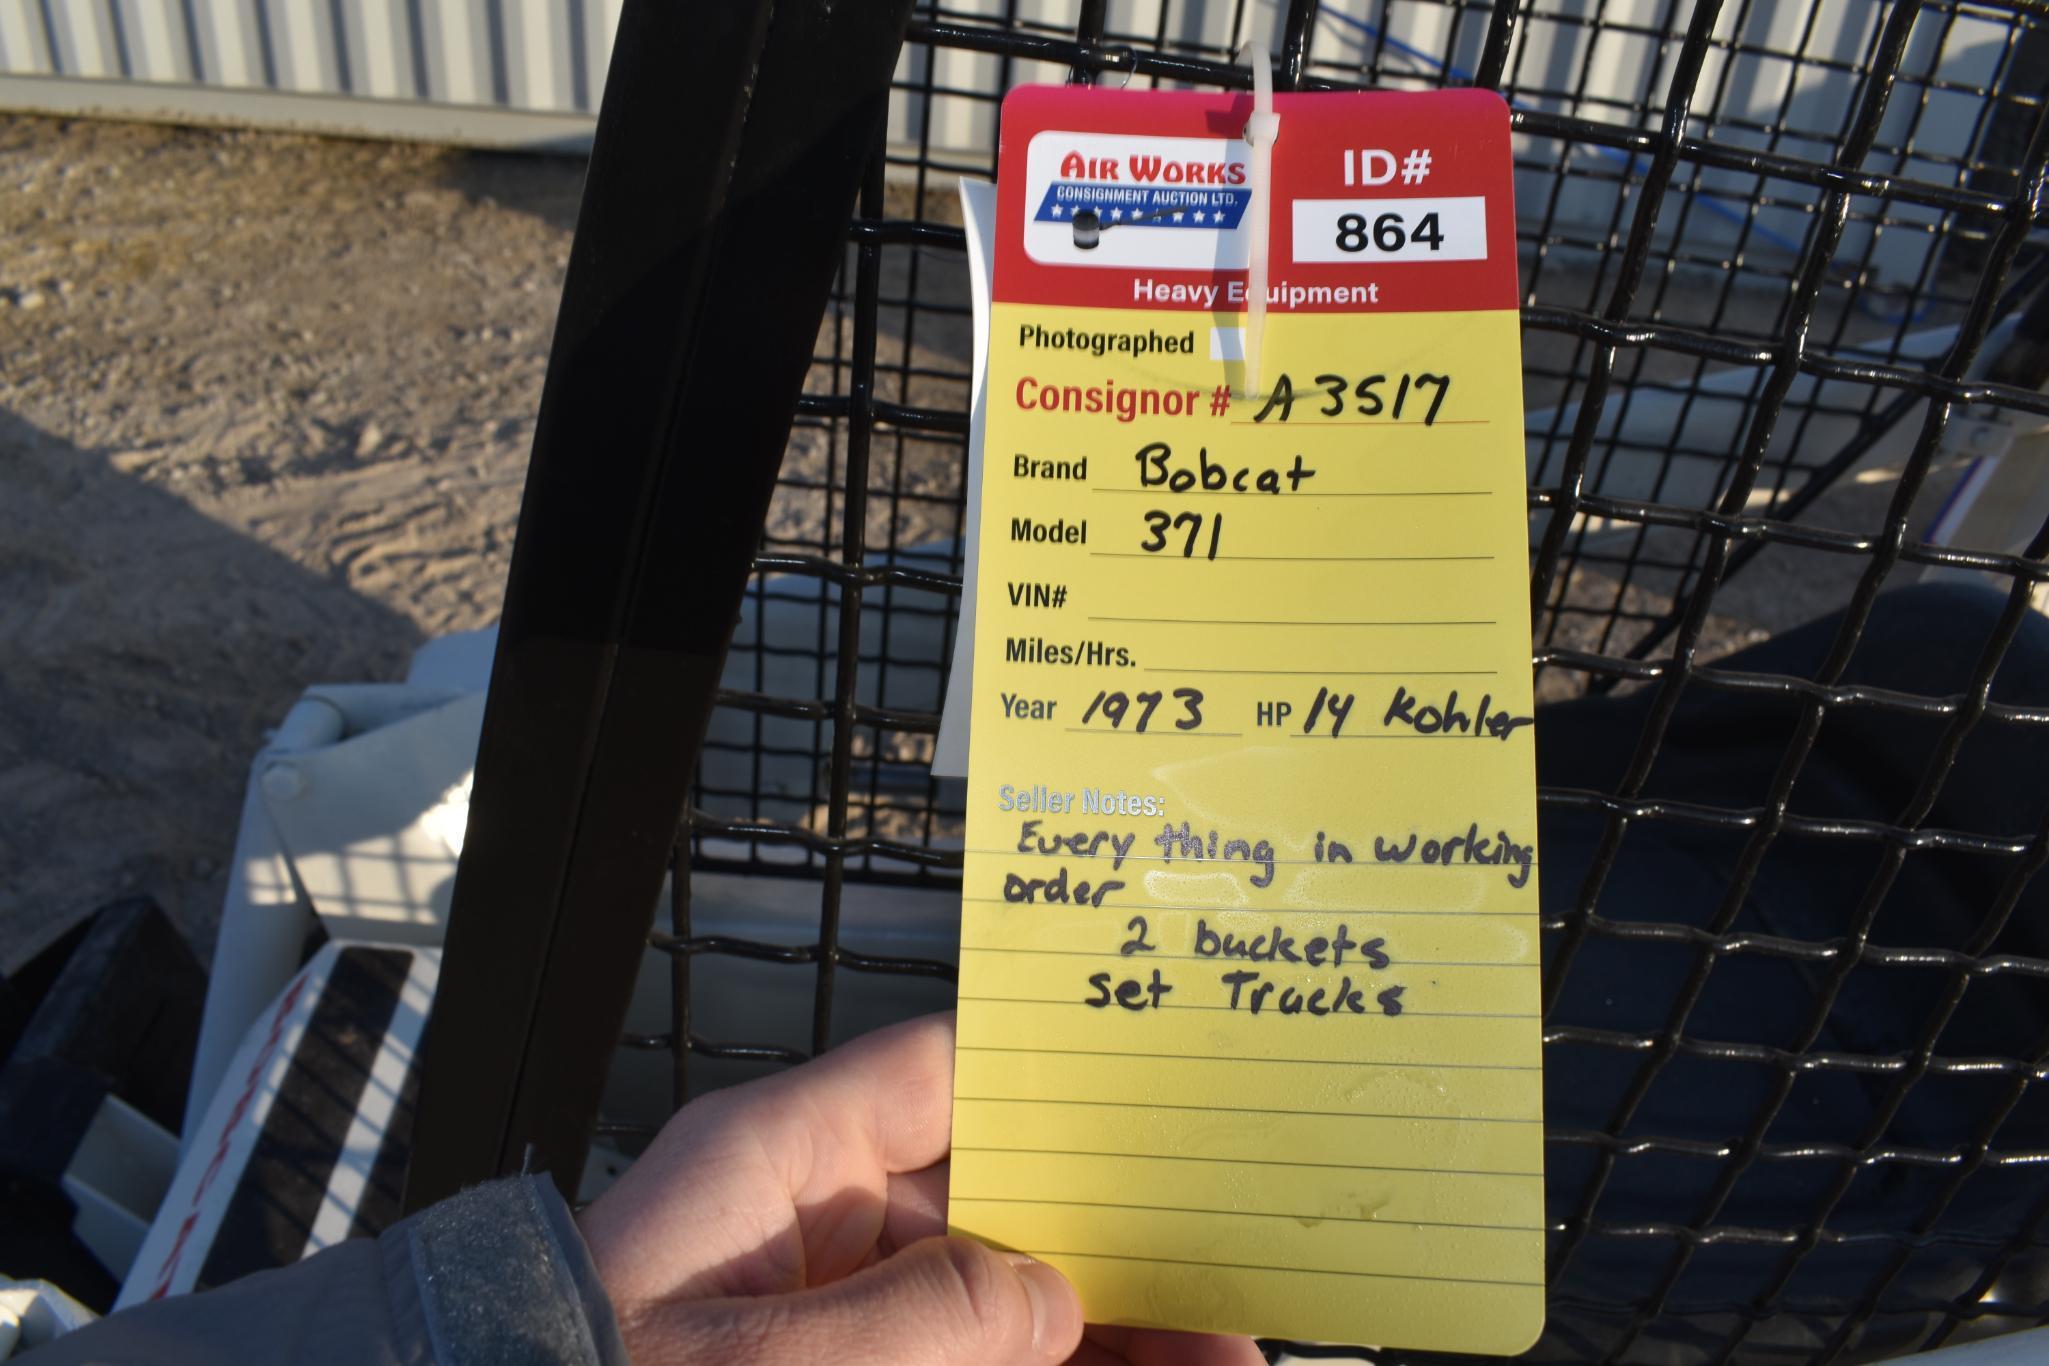 AIR WORKS
CONSIGNMENT AUCTION LTD.
ID#
864
Heavy Equipment
Photographed
Consignor # A3517
Brand Bobcat
Model 371
VIN#
Miles/Hrs.
Year 1973 HP 14 Kohler
Seller Notes:
Every thing in working
order
2 buckets
set Tracks